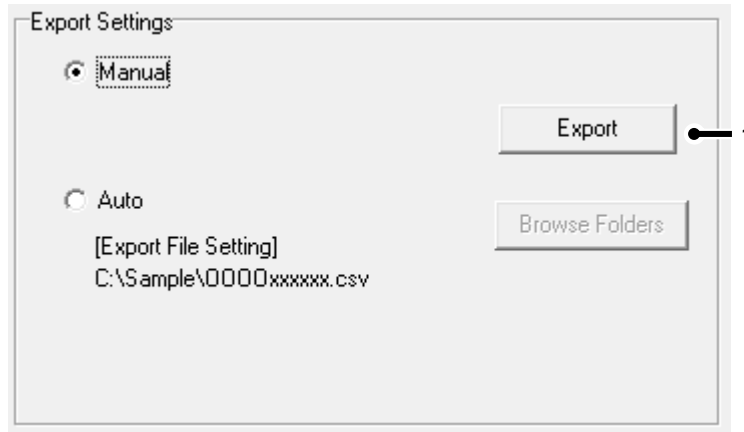 Export Settings
Manual
Export
Auto
Browse Folders
[Export File Setting]
C:\Sample\OOOOxxxxxx.csv